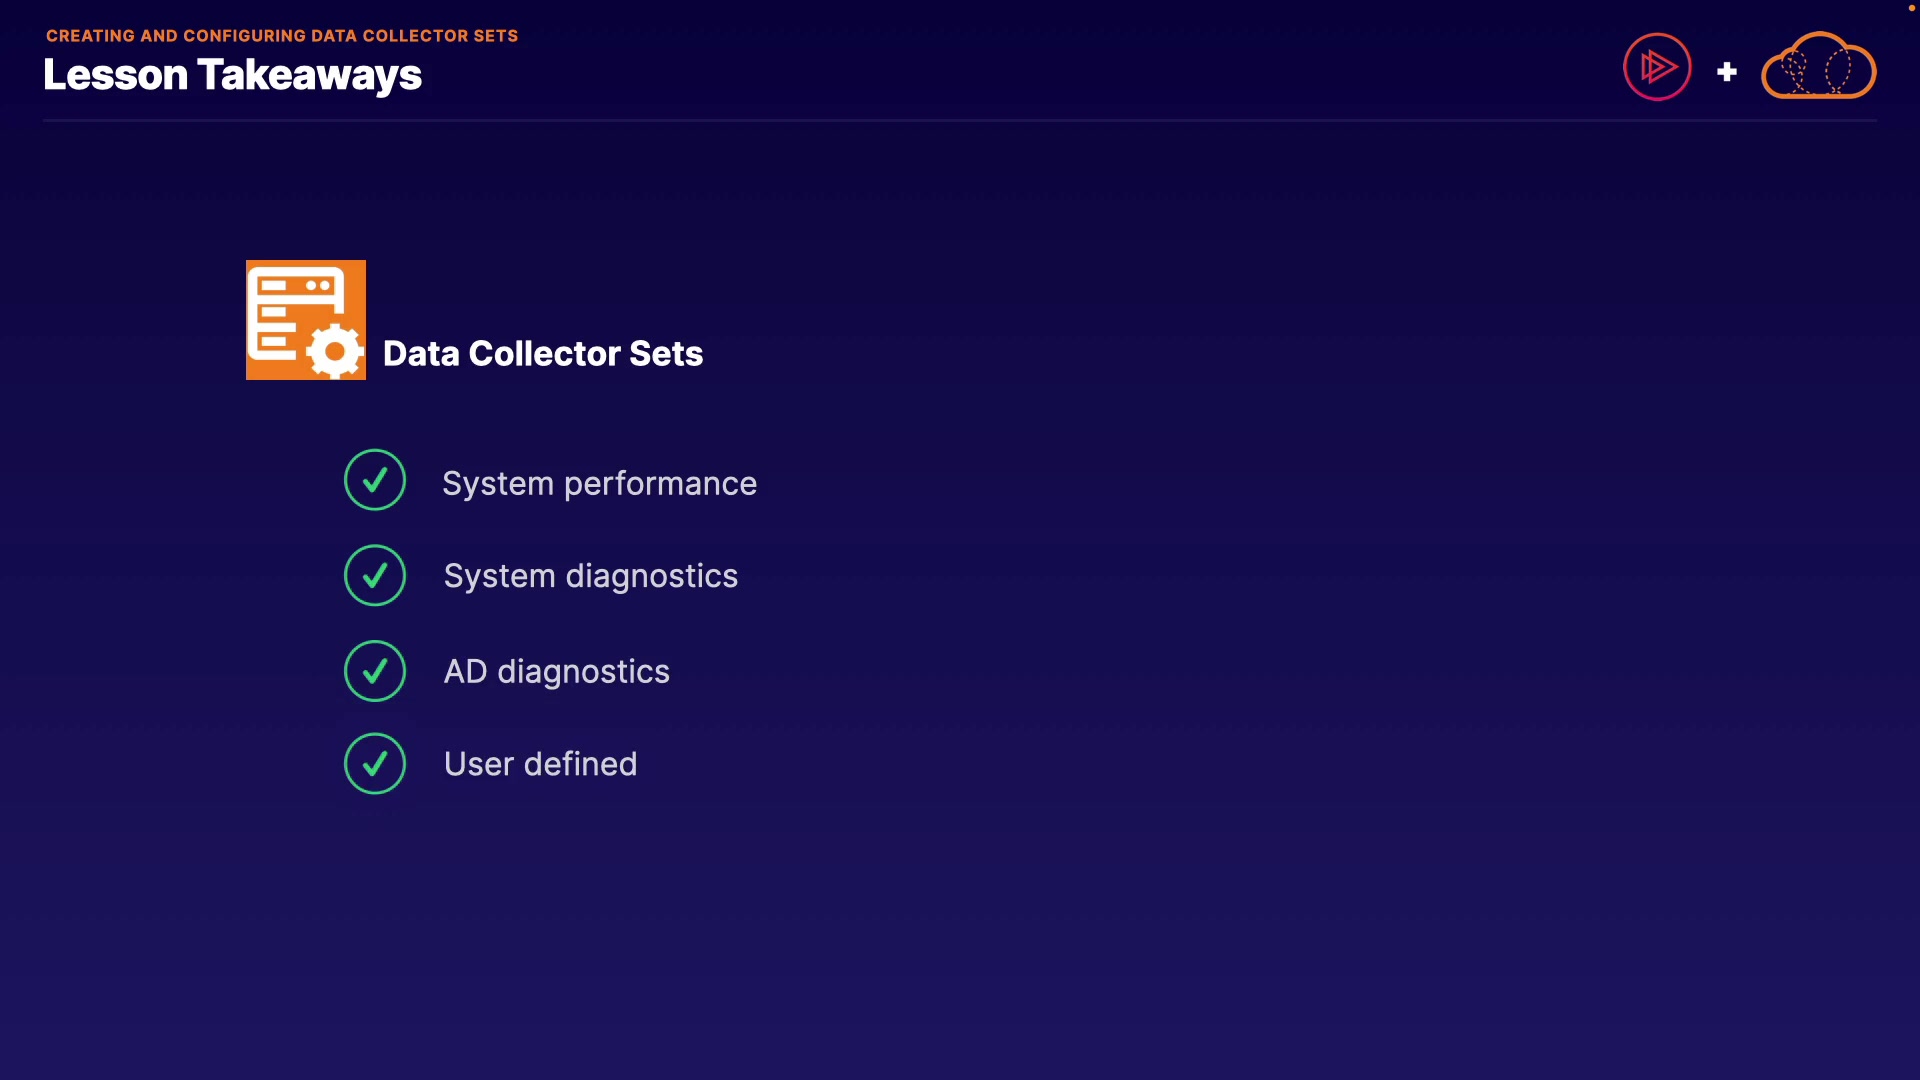 CREATING AND CONFIGURING DATA COLLECTOR SETS
Lesson Takeaways
Data Collector Sets
System performance
System diagnostics
AD diagnostics
User defined